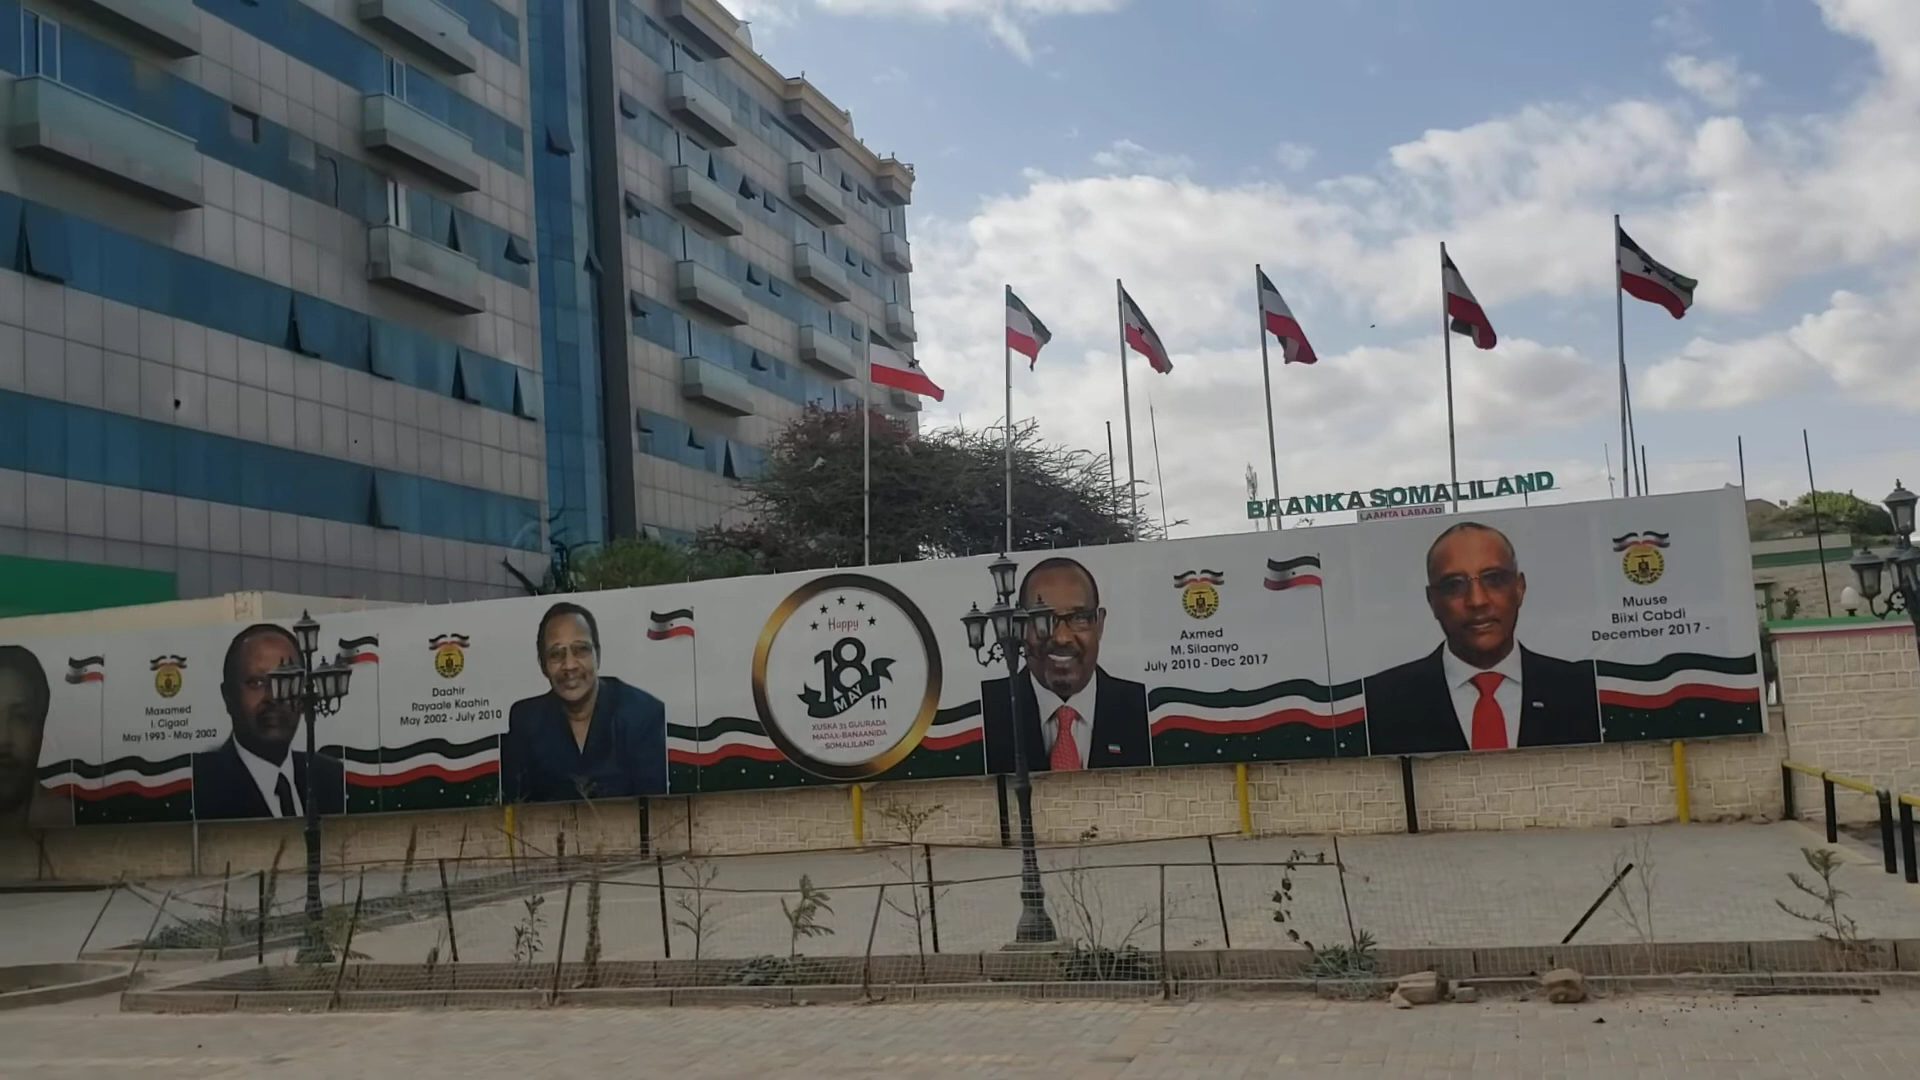 BAANKA SOMALILAND
LAANTA LABAAD
Maxamed
I. Cigaal
May 1993 - May 2002
Daahir
Rayaale Kaahin
May 2002 - July 2010
Happy
18
MAY
th
XUSKA 31 GUURADA
MADAX-BANAANIDA
SOMALILAND
Axmed
M. Silaanyo
July 2010 - Dec 2017
Muuse
Biixi Cabdi
December 2017 -